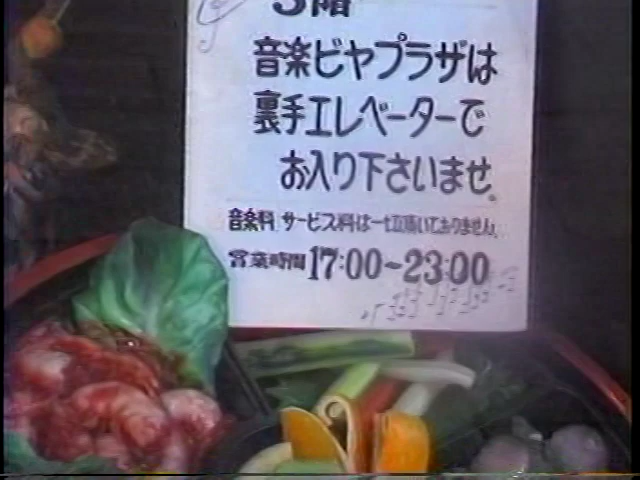 3階
音楽ビヤプラザは
裏手エレベーターで
お入り下さいませ。
音楽料 サービス料は一切頂いておりません。
営業時間 17:00~23:00